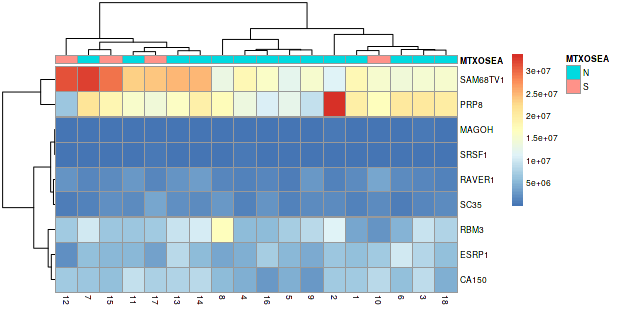 MTXOSEA
SAM68TV1
PRP8
MAGOH
SRSF1
RAVER1
SC35
RBM3
ESRP1
CA150
12 7 15 11 17 13 14 8 4 16 5 9 2 1 10 6 3 18
3e+07
2.5e+07
2e+07
1.5e+07
1e+07
5e+06
MTXOSEA
N
S